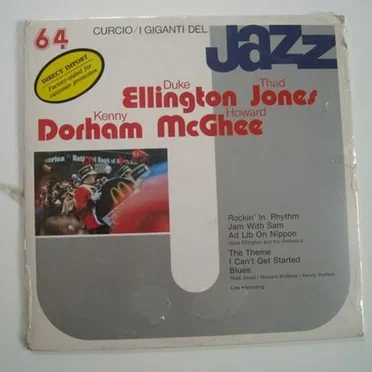 64
CURCIO/I GIGANTI DEL
Jazz
DIRECT IMPORT
Factory-sealed for
consumer protection
Duke Thad
Ellington Jones
Kenny Howard
Dorham McGhee
Rockin' In Rhythm
Jam With Sam
Ad Lib On Nippon
Duke Ellington and his Orchestra
The Theme
I Can't Get Started
Blues
Thad Jones / Howard McGhee / Kenny Dorham